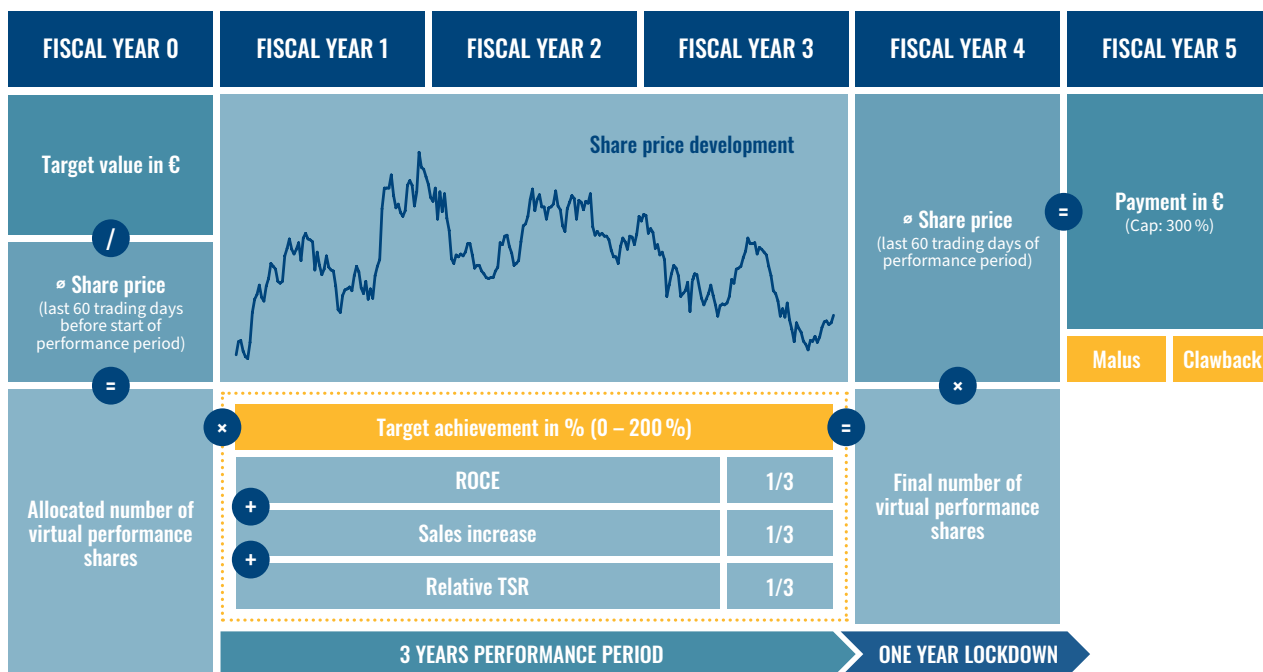 FISCAL YEAR 0
FISCAL YEAR 1
FISCAL YEAR 2
FISCAL YEAR 3
FISCAL YEAR 4
FISCAL YEAR 5
Target value in €
/
ø Share price
(last 60 trading days
before start of
performance period)
=
Allocated number of
virtual performance
shares
Share price development
×
Target achievement in % (0 – 200 %)
=
ROCE
1/3
+
Sales increase
1/3
+
Relative TSR
1/3
ø Share price
(last 60 trading days of
performance period)
×
Final number of
virtual performance
shares
=
Payment in €
(Cap: 300 %)
Malus
Clawback
3 YEARS PERFORMANCE PERIOD
ONE YEAR LOCKDOWN